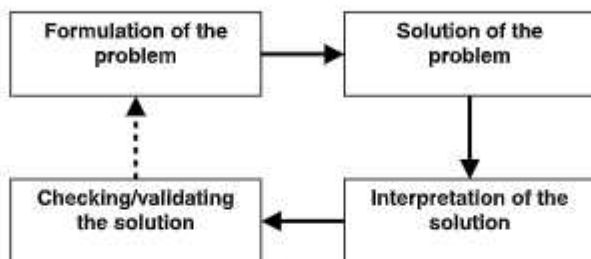 Formulation of the
problem
Solution of the
problem
Checking/validating
the solution
Interpretation of the
solution